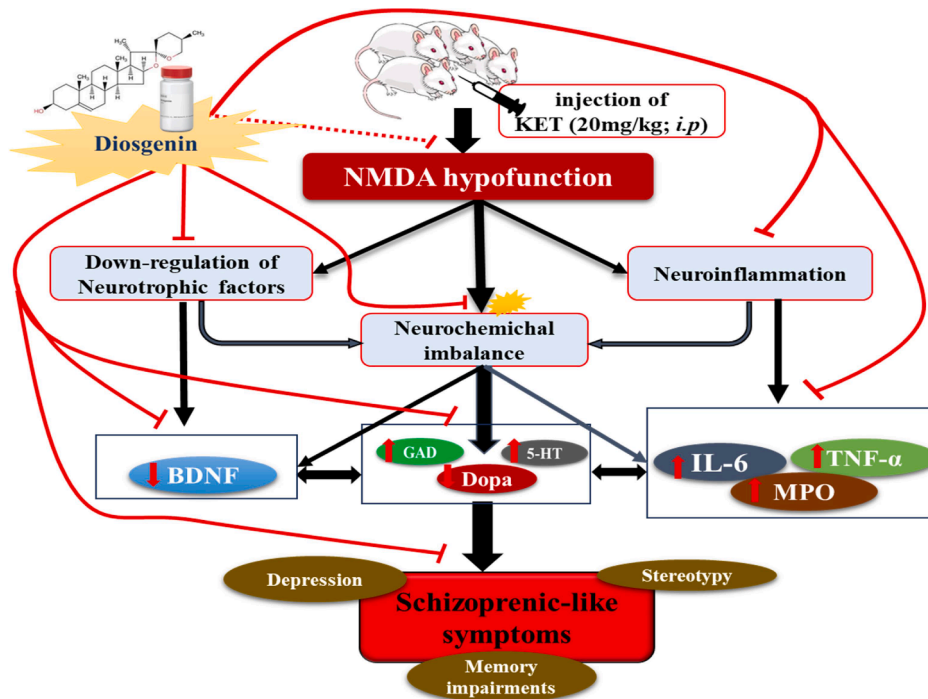 HO
H
H
H
H
Diosgenin
injection of
KET (20mg/kg; i.p)
NMDA hypofunction
Down-regulation of
Neurotrophic factors
Neuroinflammation
Neurochemichal
imbalance
BDNF
GAD
5-HT
Dopa
IL-6
TNF-α
MPO
Depression
Stereotypy
Schizoprenic-like
symptoms
Memory
impairments